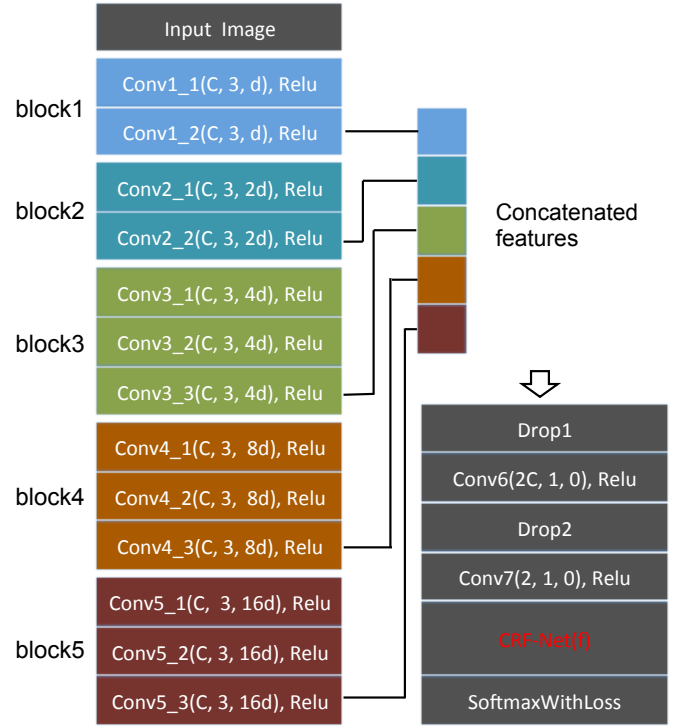 Input Image
block1
Conv1_1(C, 3, d), Relu
Conv1_2(C, 3, d), Relu
block2
Conv2_1(C, 3, 2d), Relu
Conv2_2(C, 3, 2d), Relu
block3
Conv3_1(C, 3, 4d), Relu
Conv3_2(C, 3, 4d), Relu
Conv3_3(C, 3, 4d), Relu
block4
Conv4_1(C, 3, 8d), Relu
Conv4_2(C, 3, 8d), Relu
Conv4_3(C, 3, 8d), Relu
block5
Conv5_1(C, 3, 16d), Relu
Conv5_2(C, 3, 16d), Relu
Conv5_3(C, 3, 16d), Relu
Concatenated
features
Drop1
Conv6(2C, 1, 0), Relu
Drop2
Conv7(2, 1, 0), Relu
CRF-Net(f)
SoftmaxWithLoss